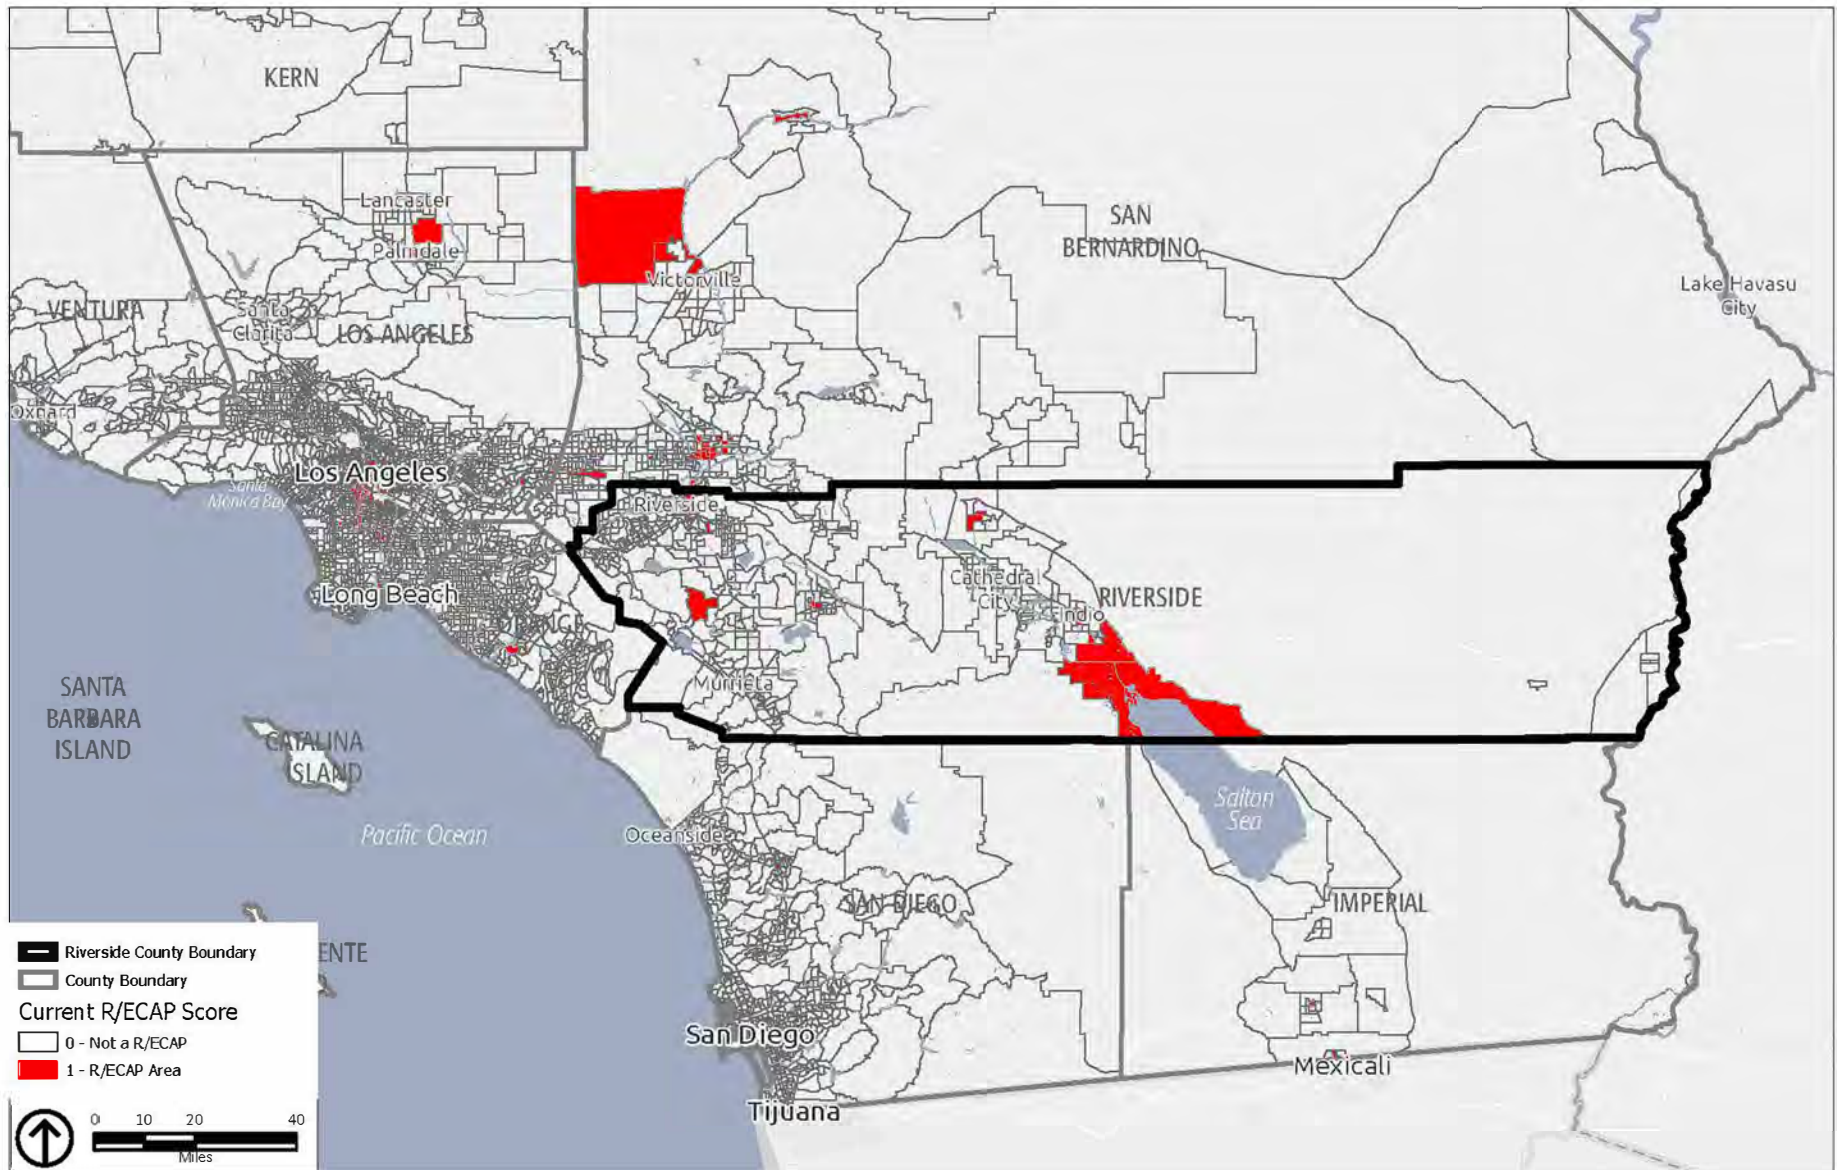 KERN
Lancaster
Palmdale
VENTURA
Santa
Clarita
LOS ANGELES
Victorville
SAN
BERNARDINO
Lake Havasu
City
Oxnard
Los Angeles
Santa
Monica Bay
Riverside
Long Beach
Cathedral
City
Indio
RIVERSIDE
Murrieta
SANTA
BARBARA
ISLAND
CATALINA
ISLAND
Pacific Ocean
Oceanside
Salton
Sea
SAN DIEGO
IMPERIAL
ENTE
San Diego
Mexicali
Tijuana
Riverside County Boundary
County Boundary
Current R/ECAP Score
0 - Not a R/ECAP
1 - R/ECAP Area
0 10 20 40
Miles